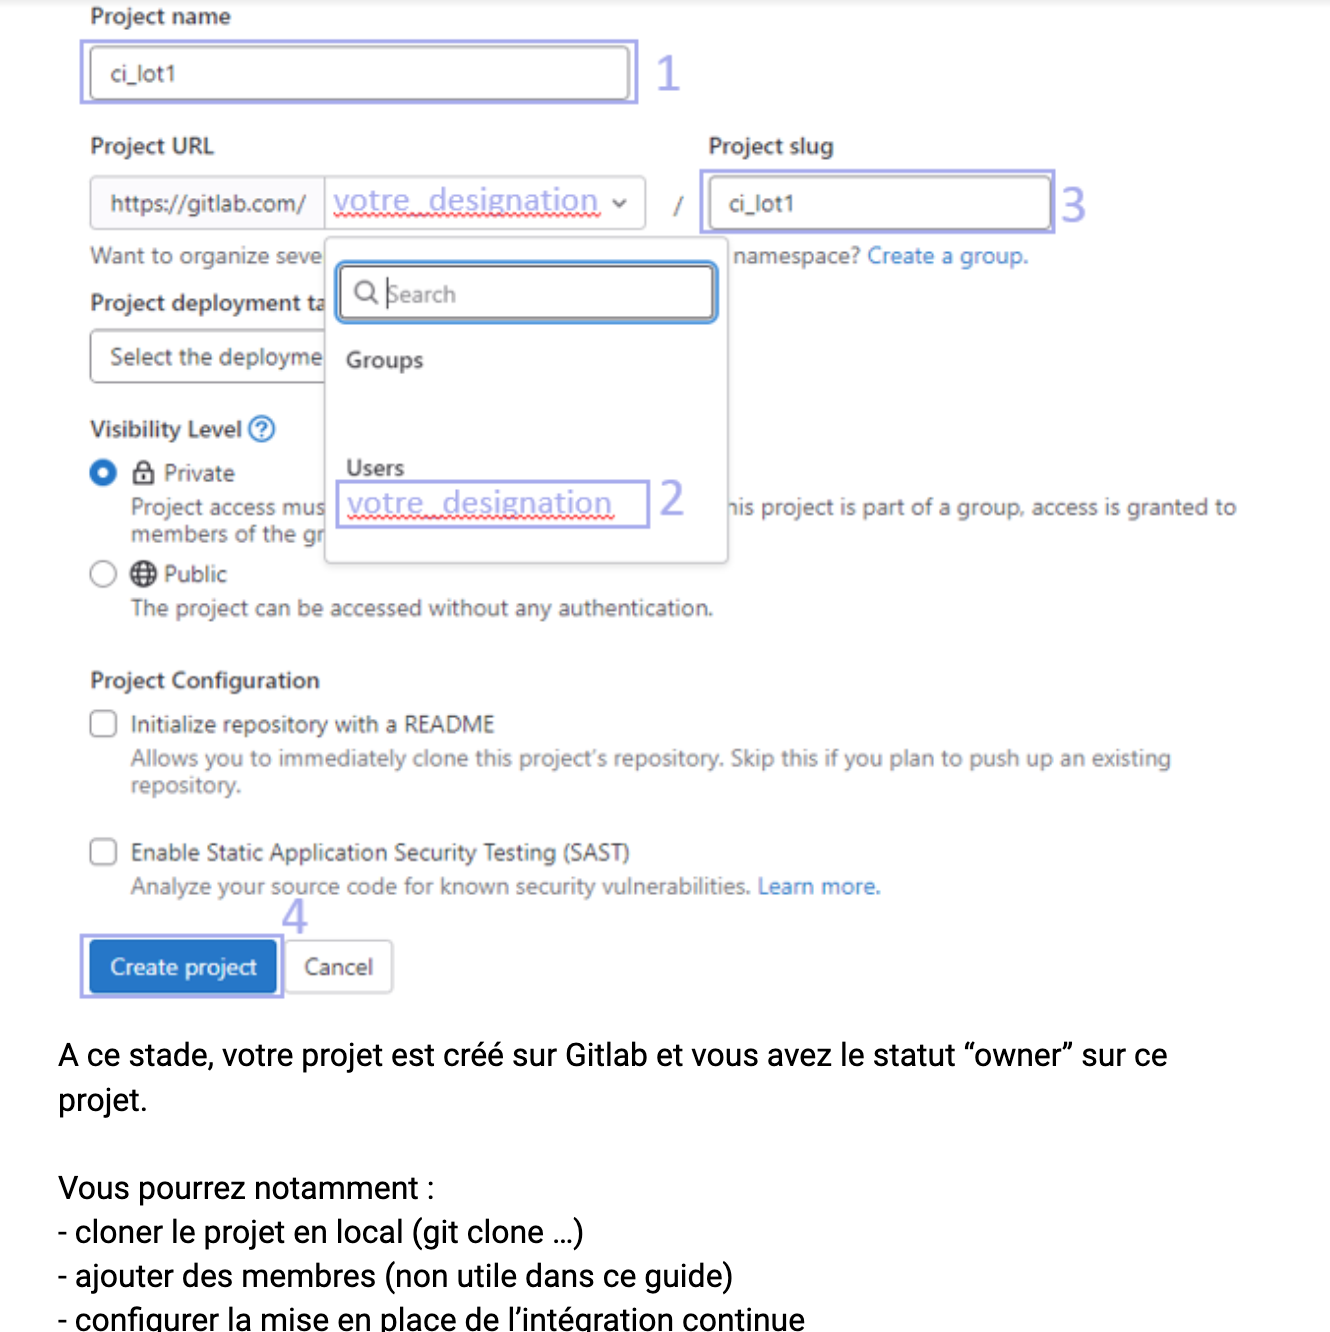 Project name
ci_lot1
1
Project URL
Project slug
https://gitlab.com/ votre_designation / ci_lot1
3
Want to organize seve
namespace? Create a group.
Search
Project deployment ta
Select the deployme
Groups
Visibility Level ?
Users
Private
votre_designation
2
Project access mus
his project is part of a group, access is granted to
members of the gr
Public
The project can be accessed without any authentication.
Project Configuration
Initialize repository with a README
Allows you to immediately clone this project's repository. Skip this if you plan to push up an existing
repository.
Enable Static Application Security Testing (SAST)
Analyze your source code for known security vulnerabilities. Learn more.
4
Create project
Cancel
A ce stade, votre projet est créé sur Gitlab et vous avez le statut “owner” sur ce
projet.
Vous pourrez notamment :
- cloner le projet en local (git clone …)
- ajouter des membres (non utile dans ce guide)
- configurer la mise en place de l’intégration continue